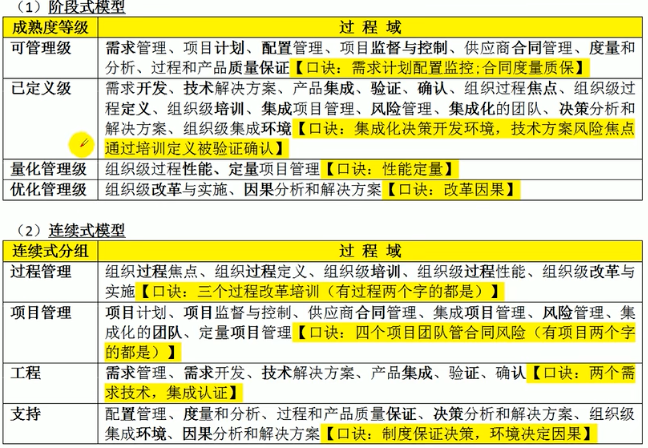 （1）阶段式模型
成熟度等级 过 程 域
可管理级 需求管理、项目计划、配置管理、项目监督与控制、供应商合同管理、度量和
分析、过程和产品质量保证【口诀：需求计划配置监控;合同度量质保】
已定义级 需求开发、技术解决方案、产品集成、验证、确认、组织过程焦点、组织级过
程定义、组织级培训、集成项目管理、风险管理、集成化的团队、决策分析和
解决方案、组织级集成环境【口诀：集成化决策开发环境，技术方案风险焦点
通过培训定义被验证确认】
量化管理级 组织级过程性能、定量项目管理【口诀：性能定量】
优化管理级 组织级改革与实施、因果分析和解决方案【口诀：改革因果】
（2）连续式模型
连续式分组 过 程 域
过程管理 组织过程焦点、组织过程定义、组织级培训、组织级过程性能、组织级改革与
实施【口诀：三个过程改革培训（有过程两个字的都是）】
项目管理 项目计划、项目监督与控制、供应商合同管理、集成项目管理、风险管理、集
成化的团队、定量项目管理【口诀：四个项目团队管合同风险（有项目两个字
的都是）】
工程 需求管理、需求开发、技术解决方案、产品集成、验证、确认【口诀：两个需
求技术，集成认证】
支持 配置管理、度量和分析、过程和产品质量保证、决策分析和解决方案、组织级
集成环境、因果分析和解决方案【口诀：制度保证决策，环境决定因果】